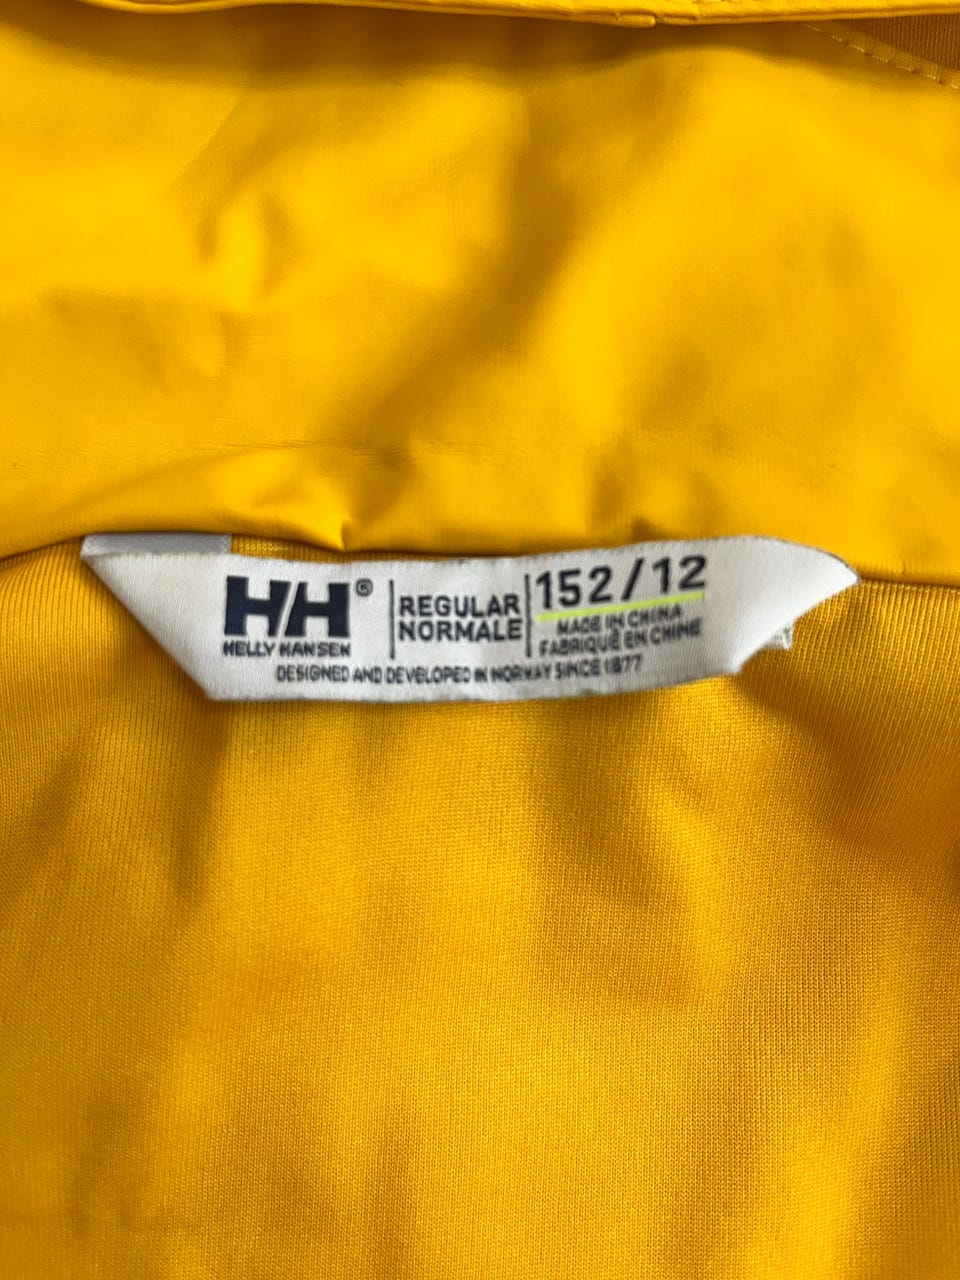 HH®
HELLY HANSEN
REGULAR
NORMALE
152/12
MADE IN CHINA
FABRIQUÉ EN CHINE
DESIGNED AND DEVELOPED IN NORWAY SINCE 1877